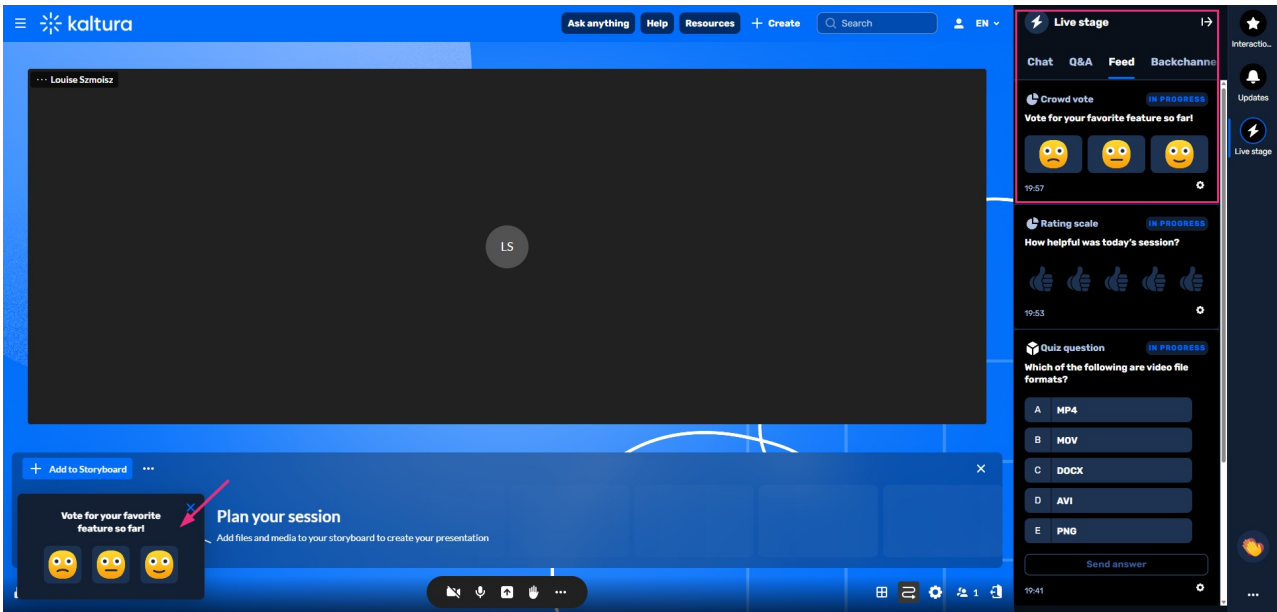 kaltura
Ask anything Help Resources + Create Search EN
Live stage
Interactio...
Chat Q&A Feed Backchanne
··· Louise Szmoisz
Crowd vote IN PROGRESS
Updates
Vote for your favorite feature so far!
Live stage
19:57
Rating scale IN PROGRESS
How helpful was today's session?
LS
19:53
Quiz question IN PROGRESS
Which of the following are video file
formats?
A MP4
B MOV
C DOCX
D AVI
E PNG
Send answer
19:41
+ Add to Storyboard ···
Vote for your favorite
feature so far!
Plan your session
Add files and media to your storyboard to create your presentation
1